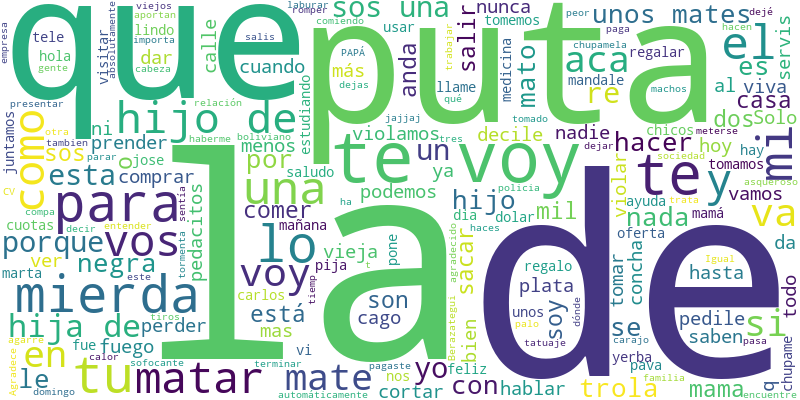 que
puta
la
de
hijo de
para
vos
mierda
te voy
te
mi
matar
lo
una
voy
tu
en
como
hija de
negra
porque
esta
sos
mate
sos una
unos mates
el
aca
re
mato
más
anda
salir
nunca
usar
tomemos
dar
lindo
visitar
absolutamente
calle
cuando
tele
hola
gente
empresa
viejos
aportan
importa
cabeza
salis
romper
laburar
comiendo
PAPÁ
dejas
jajjaj
trabajar
qué
chupamela
peor
paga
regalar
mandale
llame
medicina
machos
hacen
dejé
servis
es
al
viva
casa
dos
Solo
presentar
juntamos
otra
tambien
parar
ni
prender
o
jose
comprar
relación
haberme
boliviano
menos
estudiando
violamos
un
decile
nadie
tres
tomado
dejar
hacer
chicos
meterse
hoy
hay
tomamos
sociedad
asqueroso
y
vamos
va
da
por
saludo
podemos
ya
policia
hijo
mil
dia
dolar
haces
violar
ayuda
mamá
trata
nada
cv
compa
cuotas
decir
entender
sentia
tormenta
pedacitos
comer
mañana
ha
vieja
pija
pone
t
sacar
agradecido
Berazategui
oferta
concha
tomar
Igual
hasta
todo
marta
este
ver
perder
carlos
tiemp
está
mas
son
cago
bien
regalo
plata
unos
soy
dónde
palo
tatuaje
se
carajo
pedile
saben
si
pasa
Agradece
agarre
tiros
fue
fuego
calor
sofocante
vi
pagaste
nos
yo
feliz
le
domingo
terminar
automáticamente
cortar
con
hablar
trola
yerba
pava
familia
mama
q
encuentre
chupame